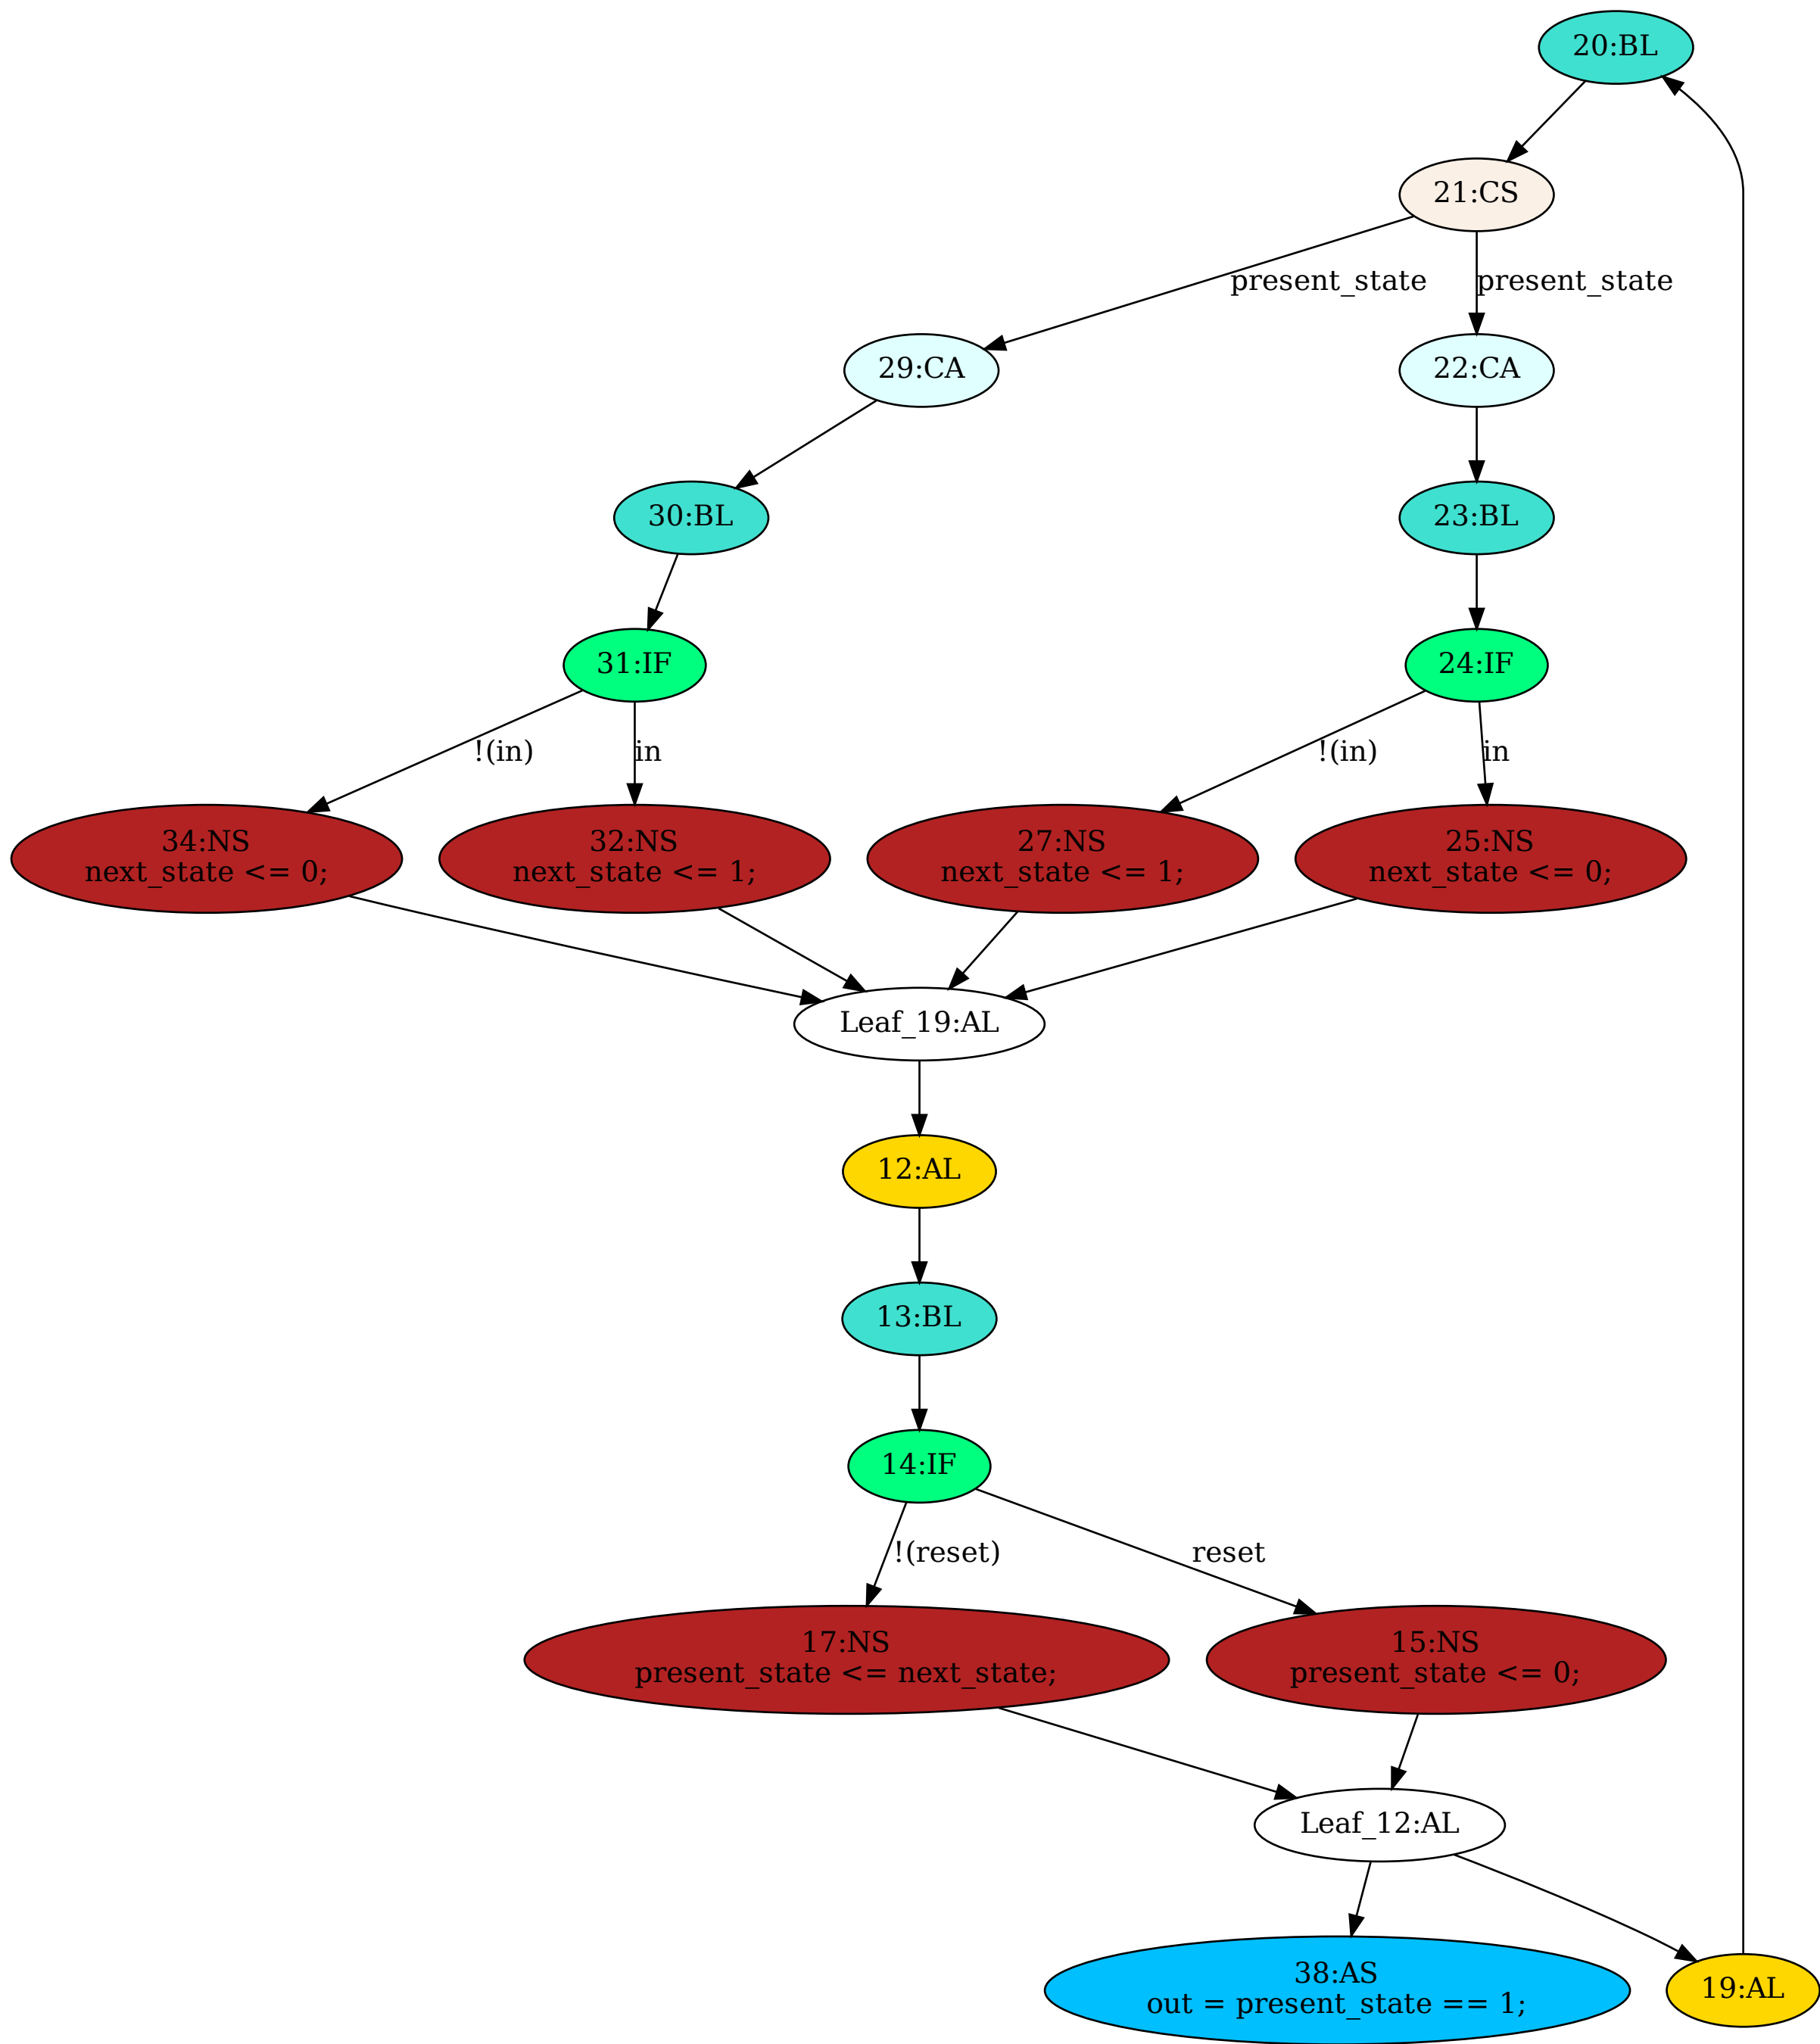 20:BL
21:CS
present_state
present_state
29:CA
22:CA
30:BL
23:BL
31:IF
24:IF
!(in)
in
!(in)
in
34:NS
next_state <= 0;
32:NS
next_state <= 1;
27:NS
next_state <= 1;
25:NS
next_state <= 0;
Leaf_19:AL
12:AL
13:BL
14:IF
!(reset)
reset
17:NS
present_state <= next_state;
15:NS
present_state <= 0;
Leaf_12:AL
38:AS
out = present_state == 1;
19:AL